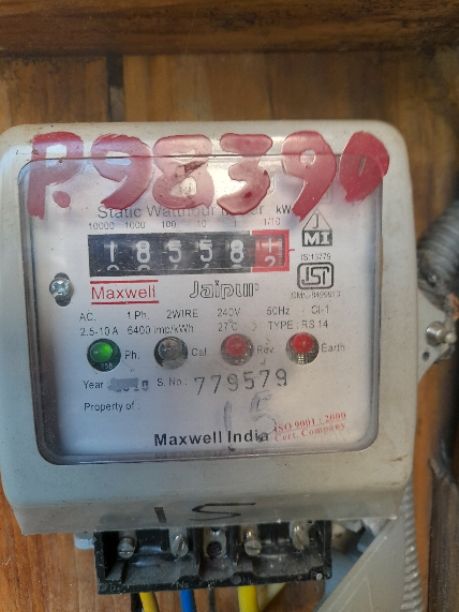 P.98390
Static Watthour Meter kW
10000 1000 100 10 1 1/10
18558
Maxwell Jaipur
J
MI
IS:13779
ISI
AC. 1 Ph. 2WIRE 240V 50Hz Cl-1
2.5-10 A 6400 imp/kWh 27°C TYPE : RS 14
Ph. Cal. Rev. Earth
Year S. No.: 779579
Property of :
15
ISO 9001 : 2000
Cert. Company
Maxwell India
15